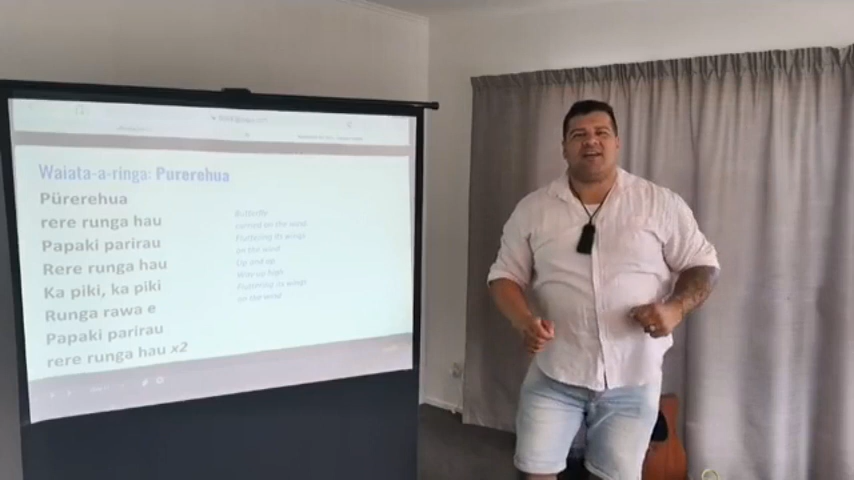 Waiata-a-ringa: Purerehua
Pūrerehua
rere runga hau
Papaki parirau
Rere runga hau
Ka piki, ka piki
Runga rawa e
Papaki parirau
rere runga hau x2
Butterfly
carried on the wind
Fluttering its wings
on the wind
Up and up
Way up high
Fluttering its wings
on the wind